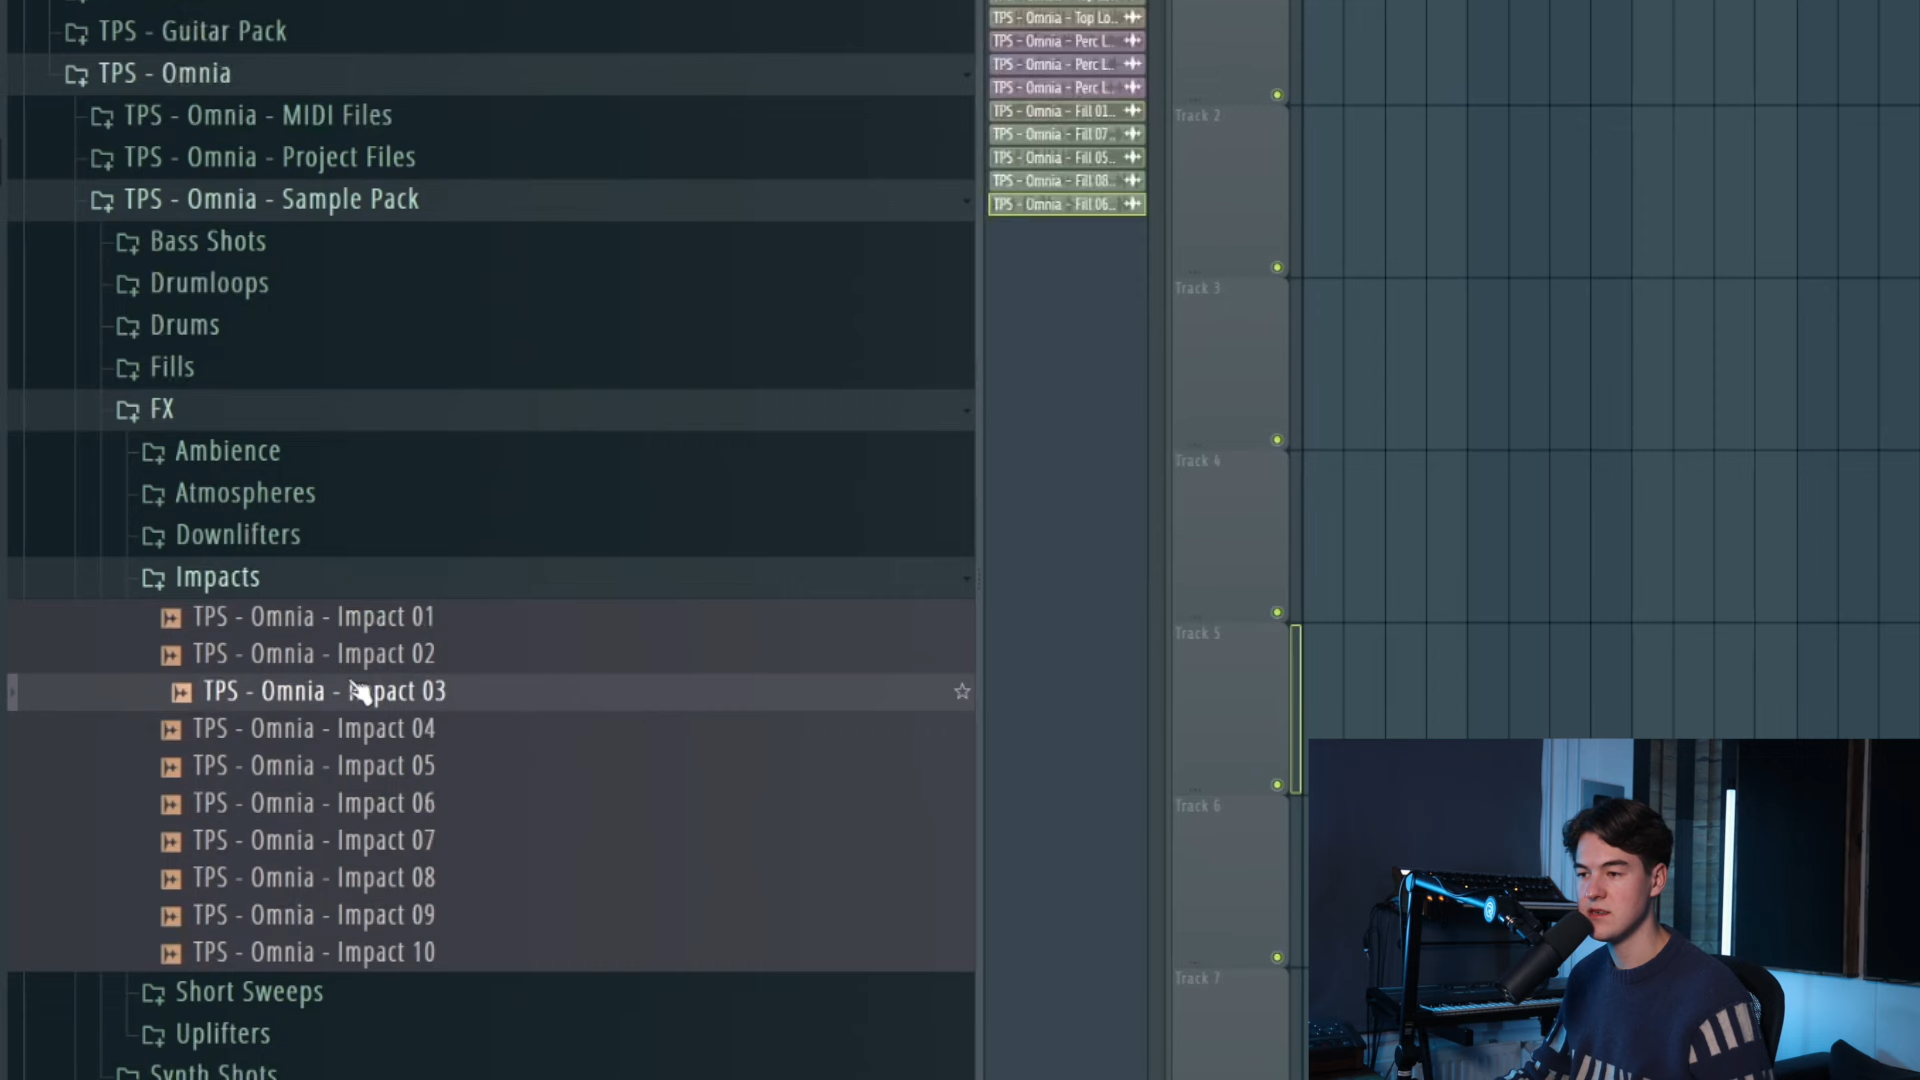 TPS - Guitar Pack
TPS - Omnia
TPS - Omnia - MIDI Files
TPS - Omnia - Project Files
TPS - Omnia - Sample Pack
Bass Shots
Drumloops
Drums
Fills
FX
Ambience
Atmospheres
Downlifters
Impacts
TPS - Omnia - Impact 01
TPS - Omnia - Impact 02
TPS - Omnia - Impact 03
TPS - Omnia - Impact 04
TPS - Omnia - Impact 05
TPS - Omnia - Impact 06
TPS - Omnia - Impact 07
TPS - Omnia - Impact 08
TPS - Omnia - Impact 09
TPS - Omnia - Impact 10
Short Sweeps
Uplifters
Synth Shots
TPS - Omnia - Top Lo..
TPS - Omnia - Perc L..
TPS - Omnia - Perc L..
TPS - Omnia - Perc L..
TPS - Omnia - Fill 01..
TPS - Omnia - Fill 07..
TPS - Omnia - Fill 05..
TPS - Omnia - Fill 08..
TPS - Omnia - Fill 06..
Track 2
Track 3
Track 4
Track 5
Track 6
Track 7